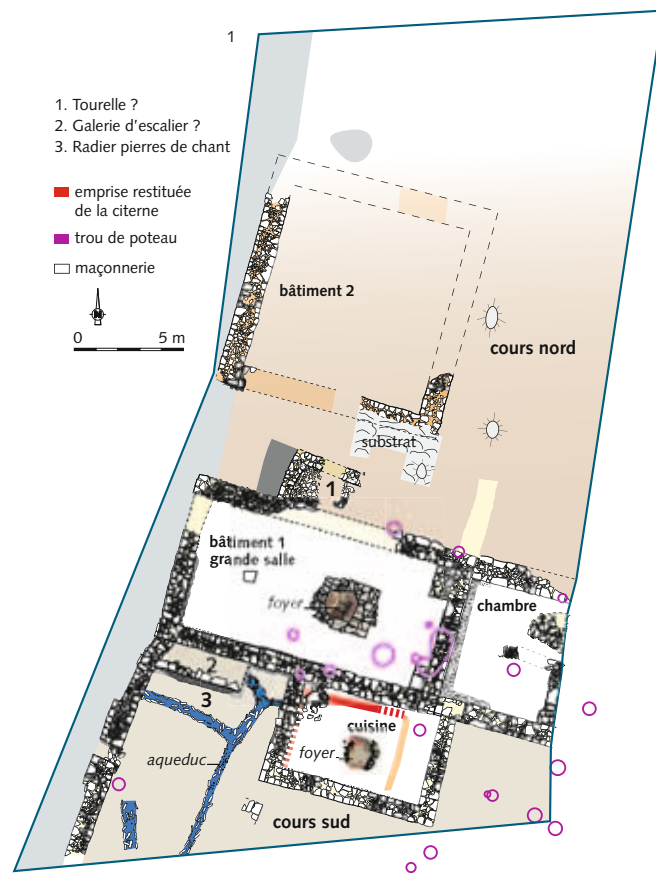 1
1. Tourelle ?
2. Galerie d'escalier ?
3. Radier pierres de chant
emprise restituée
de la citerne
trou de poteau
maçonnerie
N
0 5 m
bâtiment 2
cours nord
substrat
1
bâtiment 1
grande salle
foyer
chambre
2
3
cuisine
aqueduc
foyer
cours sud